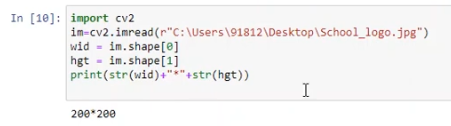 In [10]: import cv2
im=cv2.imread(r"C:\Users\91812\Desktop\School_logo.jpg")
wid = im.shape[0]
hgt = im.shape[1]
print(str(wid)+"*"+str(hgt))
200*200